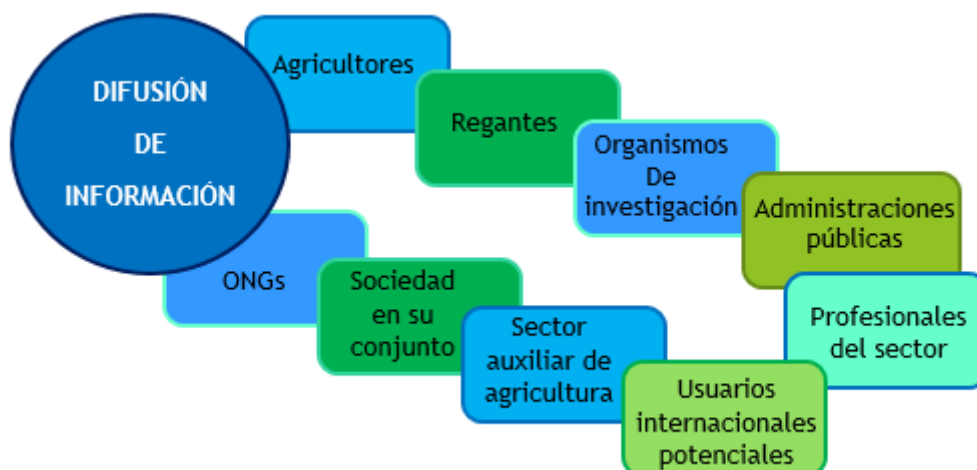 DIFUSIÓN
DE
INFORMACIÓN
Agricultores
Regantes
Organismos
De
investigación
Administraciones
públicas
Profesionales
del sector
Usuarios
internacionales
potenciales
Sector
auxiliar de
agricultura
Sociedad
en su
conjunto
ONGs